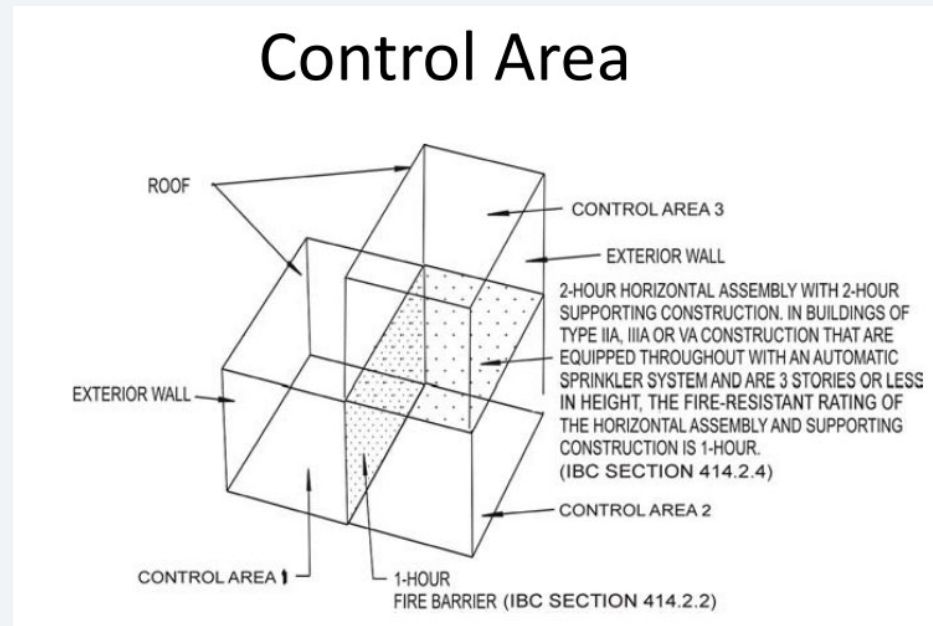 Control Area
ROOF
CONTROL AREA 3
EXTERIOR WALL
2-HOUR HORIZONTAL ASSEMBLY WITH 2-HOUR
SUPPORTING CONSTRUCTION. IN BUILDINGS OF
TYPE IIA, IIIA OR VA CONSTRUCTION THAT ARE
EQUIPPED THROUGHOUT WITH AN AUTOMATIC
SPRINKLER SYSTEM AND ARE 3 STORIES OR LESS
IN HEIGHT, THE FIRE-RESISTANT RATING OF
THE HORIZONTAL ASSEMBLY AND SUPPORTING
CONSTRUCTION IS 1-HOUR.
(IBC SECTION 414.2.4)
EXTERIOR WALL
CONTROL AREA 2
CONTROL AREA 1
1-HOUR
FIRE BARRIER (IBC SECTION 414.2.2)